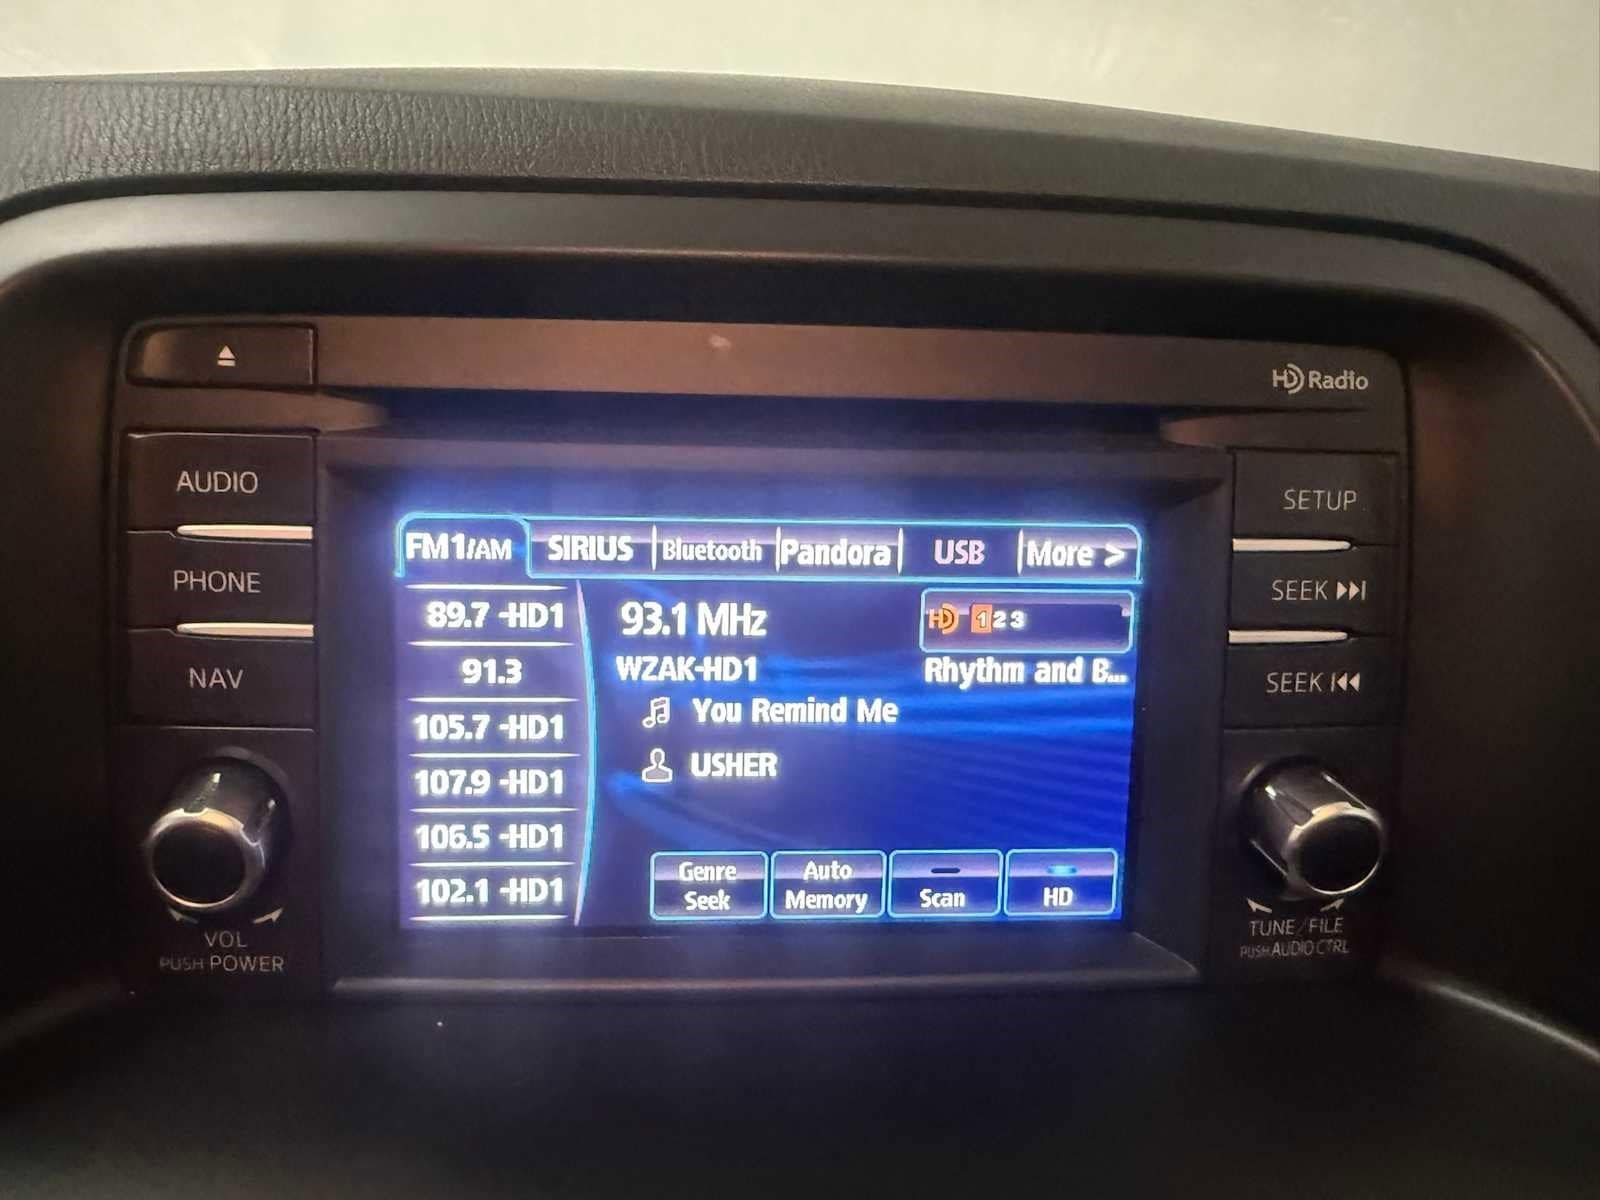 HD Radio
AUDIO
PHONE
NAV
VOL
PUSH POWER
FM1/AM SIRIUS Bluetooth Pandora USB More >
89.7 -HD1
91.3
105.7 -HD1
107.9 -HD1
106.5 -HD1
102.1 -HD1
93.1 MHz
HD 1 2 3
WZAK-HD1
Rhythm and B...
You Remind Me
USHER
Genre
Seek
Auto
Memory
Scan
HD
SETUP
SEEK
SEEK
TUNE/FILE
PUSH AUDIO CTRL